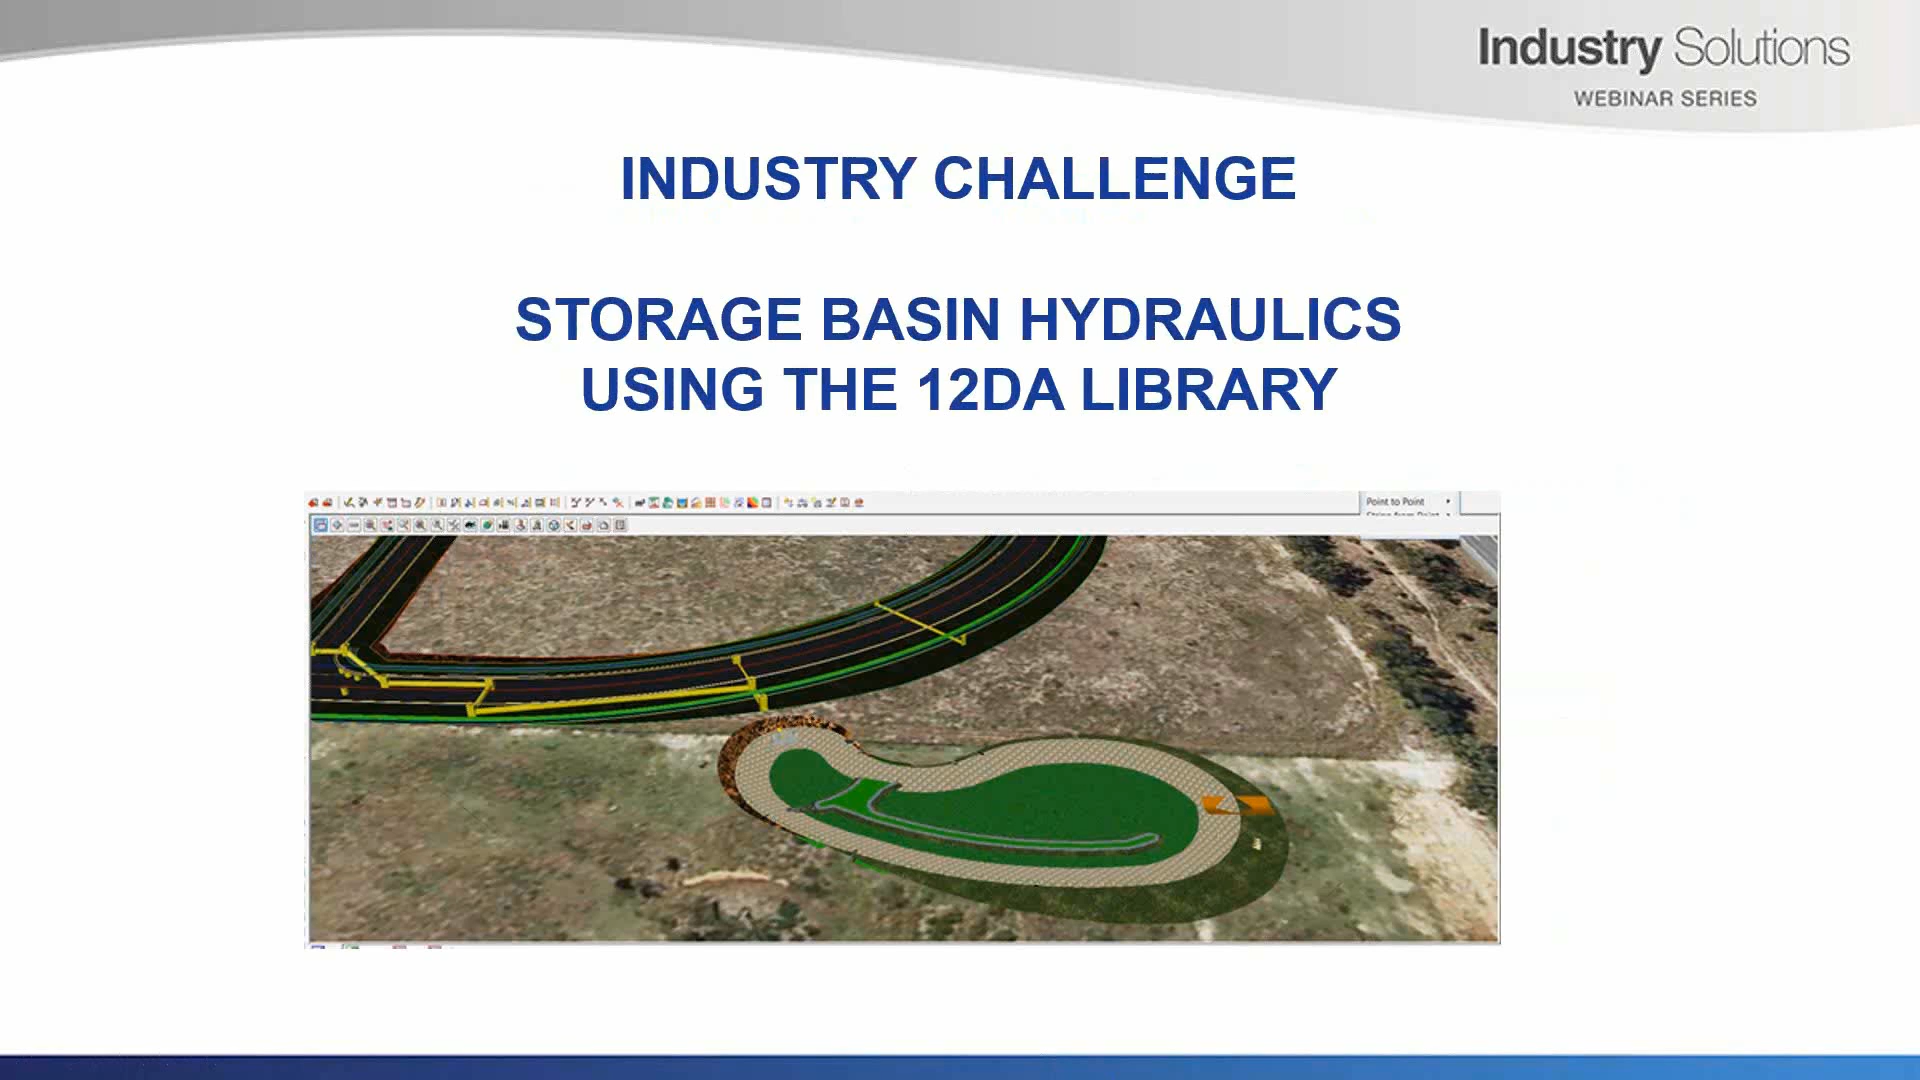 Industry Solutions
WEBINAR SERIES
INDUSTRY CHALLENGE
STORAGE BASIN HYDRAULICS
USING THE 12DA LIBRARY
Point to Point